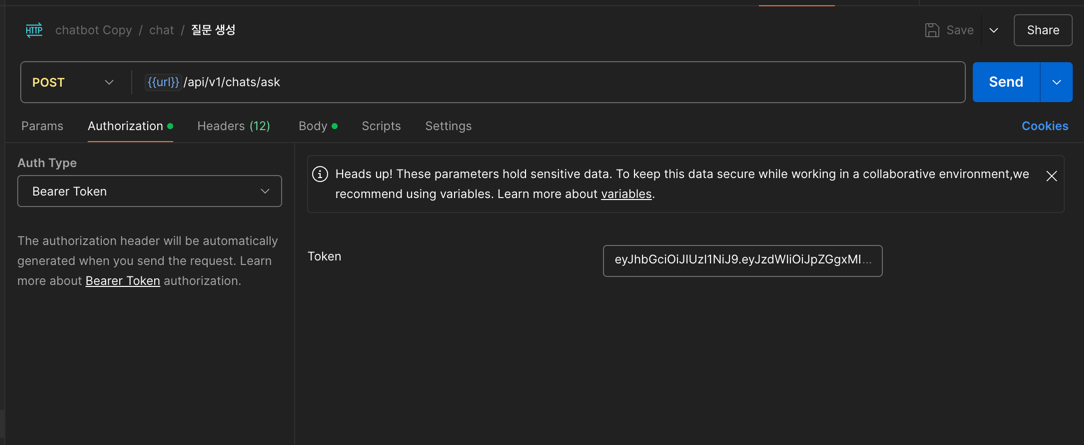 HTTP chatbot Copy / chat / 질문 생성 Save Share
POST {{url}} /api/v1/chats/ask Send
Params Authorization Headers (12) Body Scripts Settings Cookies
Auth Type
Bearer Token
The authorization header will be automatically
generated when you send the request. Learn
more about Bearer Token authorization.
Heads up! These parameters hold sensitive data. To keep this data secure while working in a collaborative environment,we
recommend using variables. Learn more about variables.
Token eyJhbGciOiJIUzI1NiJ9.eyJzdWIiOiJpZGgxMI...